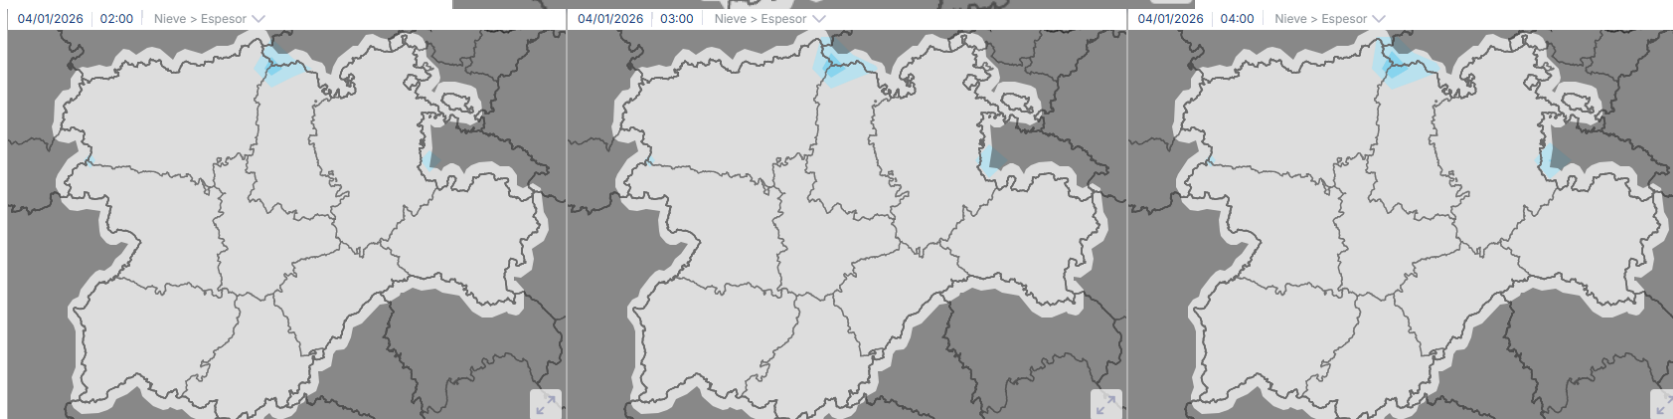 04/01/2026 02:00 Nieve > Espesor
04/01/2026 03:00 Nieve > Espesor
04/01/2026 04:00 Nieve > Espesor